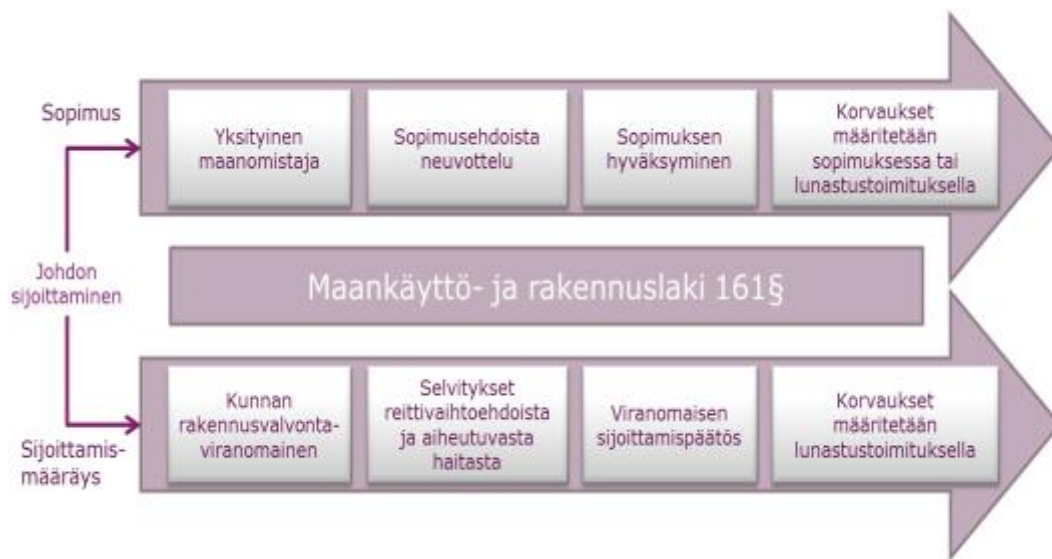 Sopimus
Yksityinen
maanomistaja
Sopimusehdoista
neuvottelu
Sopimuksen
hyväksyminen
Korvaukset
määritetään
sopimuksessa tai
lunastustoimituksella
Johdon
sijoittaminen
Maankäyttö- ja rakennuslaki 161§
Sijoittamis-
määräys
Kunnan
rakennusvalvonta-
viranomainen
Selvitykset
reittivaihtoehdoista
ja aiheutuvasta
haitasta
Viranomaisen
sijoittamispäätös
Korvaukset
määritetään
lunastustoimituksella